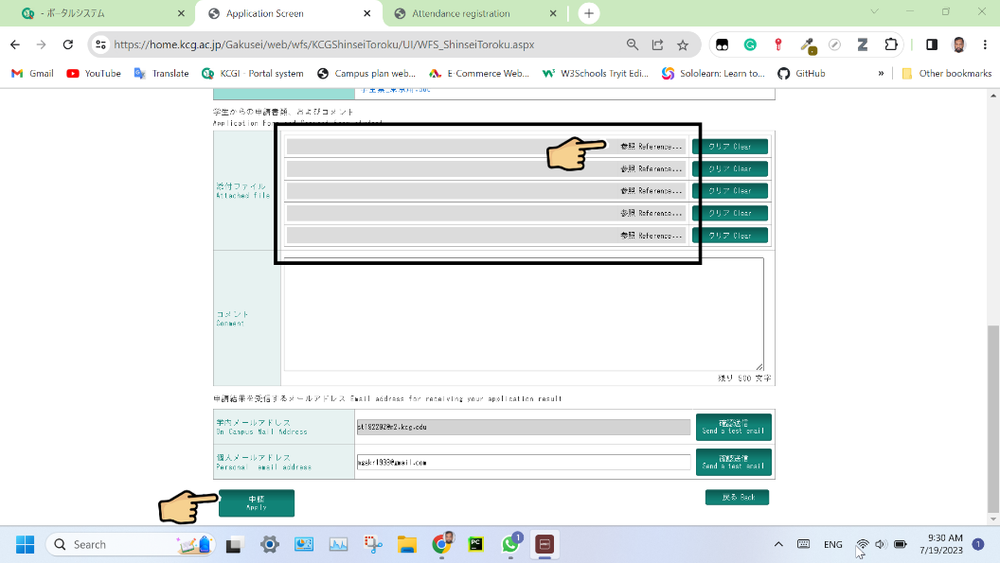 - ポータルシステム
Application Screen
Attendance registration
https://home.kcg.ac.jp/Gakusei/web/wfs/KCGShinseiToroku/UI/WFS_ShinseiToroku.aspx
Gmail
YouTube
Translate
KCGI - Portal system
Campus plan web...
E-Commerce Web...
W3Schools Tryit Edi...
Sololearn: Learn to...
GitHub
»
Other bookmarks
学生からの申請書類、およびコメント
添付ファイル
Attached file
参照 Reference...
クリア Clear
参照 Reference...
クリア Clear
参照 Reference...
クリア Clear
参照 Reference...
クリア Clear
参照 Reference...
クリア Clear
コメント
Comment
残り 500 文字
申請結果を受信するメールアドレス Email address for receiving your application result
学内メールアドレス
On Campus Mail Address
st192202@m2.kcg.edu
確認送信
Send a test email
個人メールアドレス
Personal email address
mgakr1993@gmail.com
確認送信
Send a test email
申請
Apply
戻る Back
Search
1
ENG
9:30 AM
7/19/2023
1